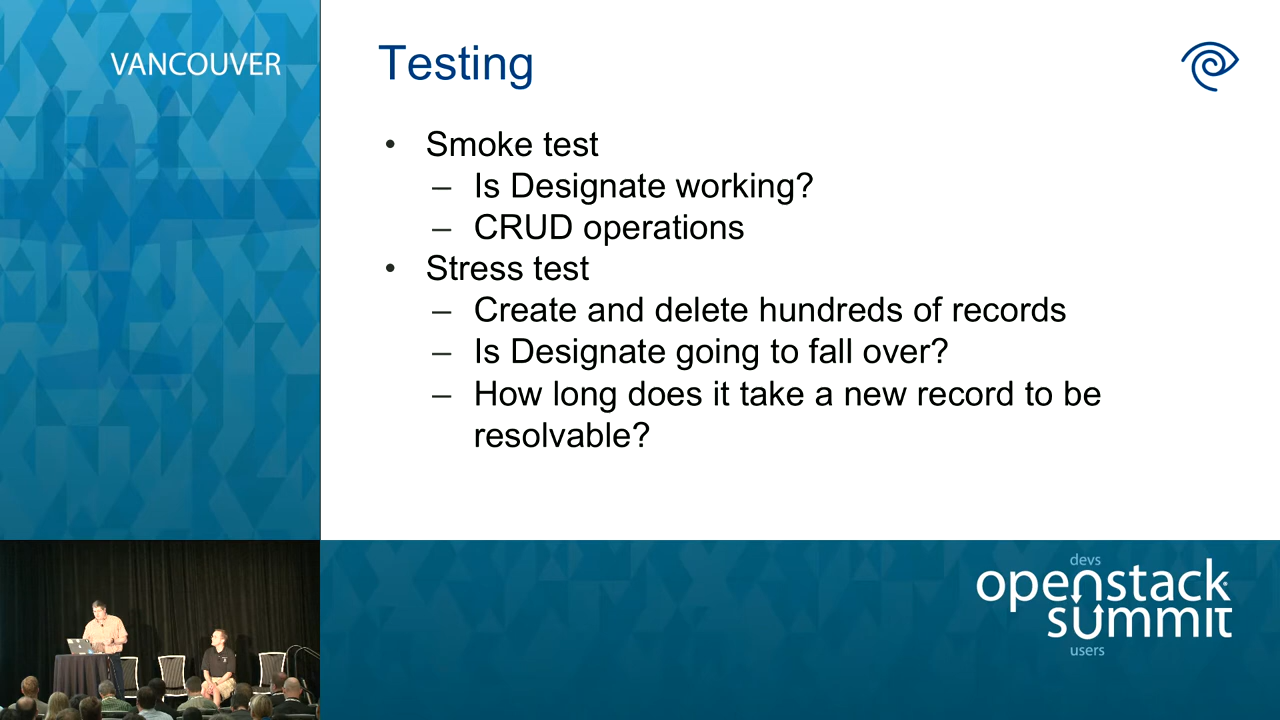 VANCOUVER
Testing
• Smoke test
– Is Designate working?
– CRUD operations
• Stress test
– Create and delete hundreds of records
– Is Designate going to fall over?
– How long does it take a new record to be
resolvable?
devs
openstack
summit
users